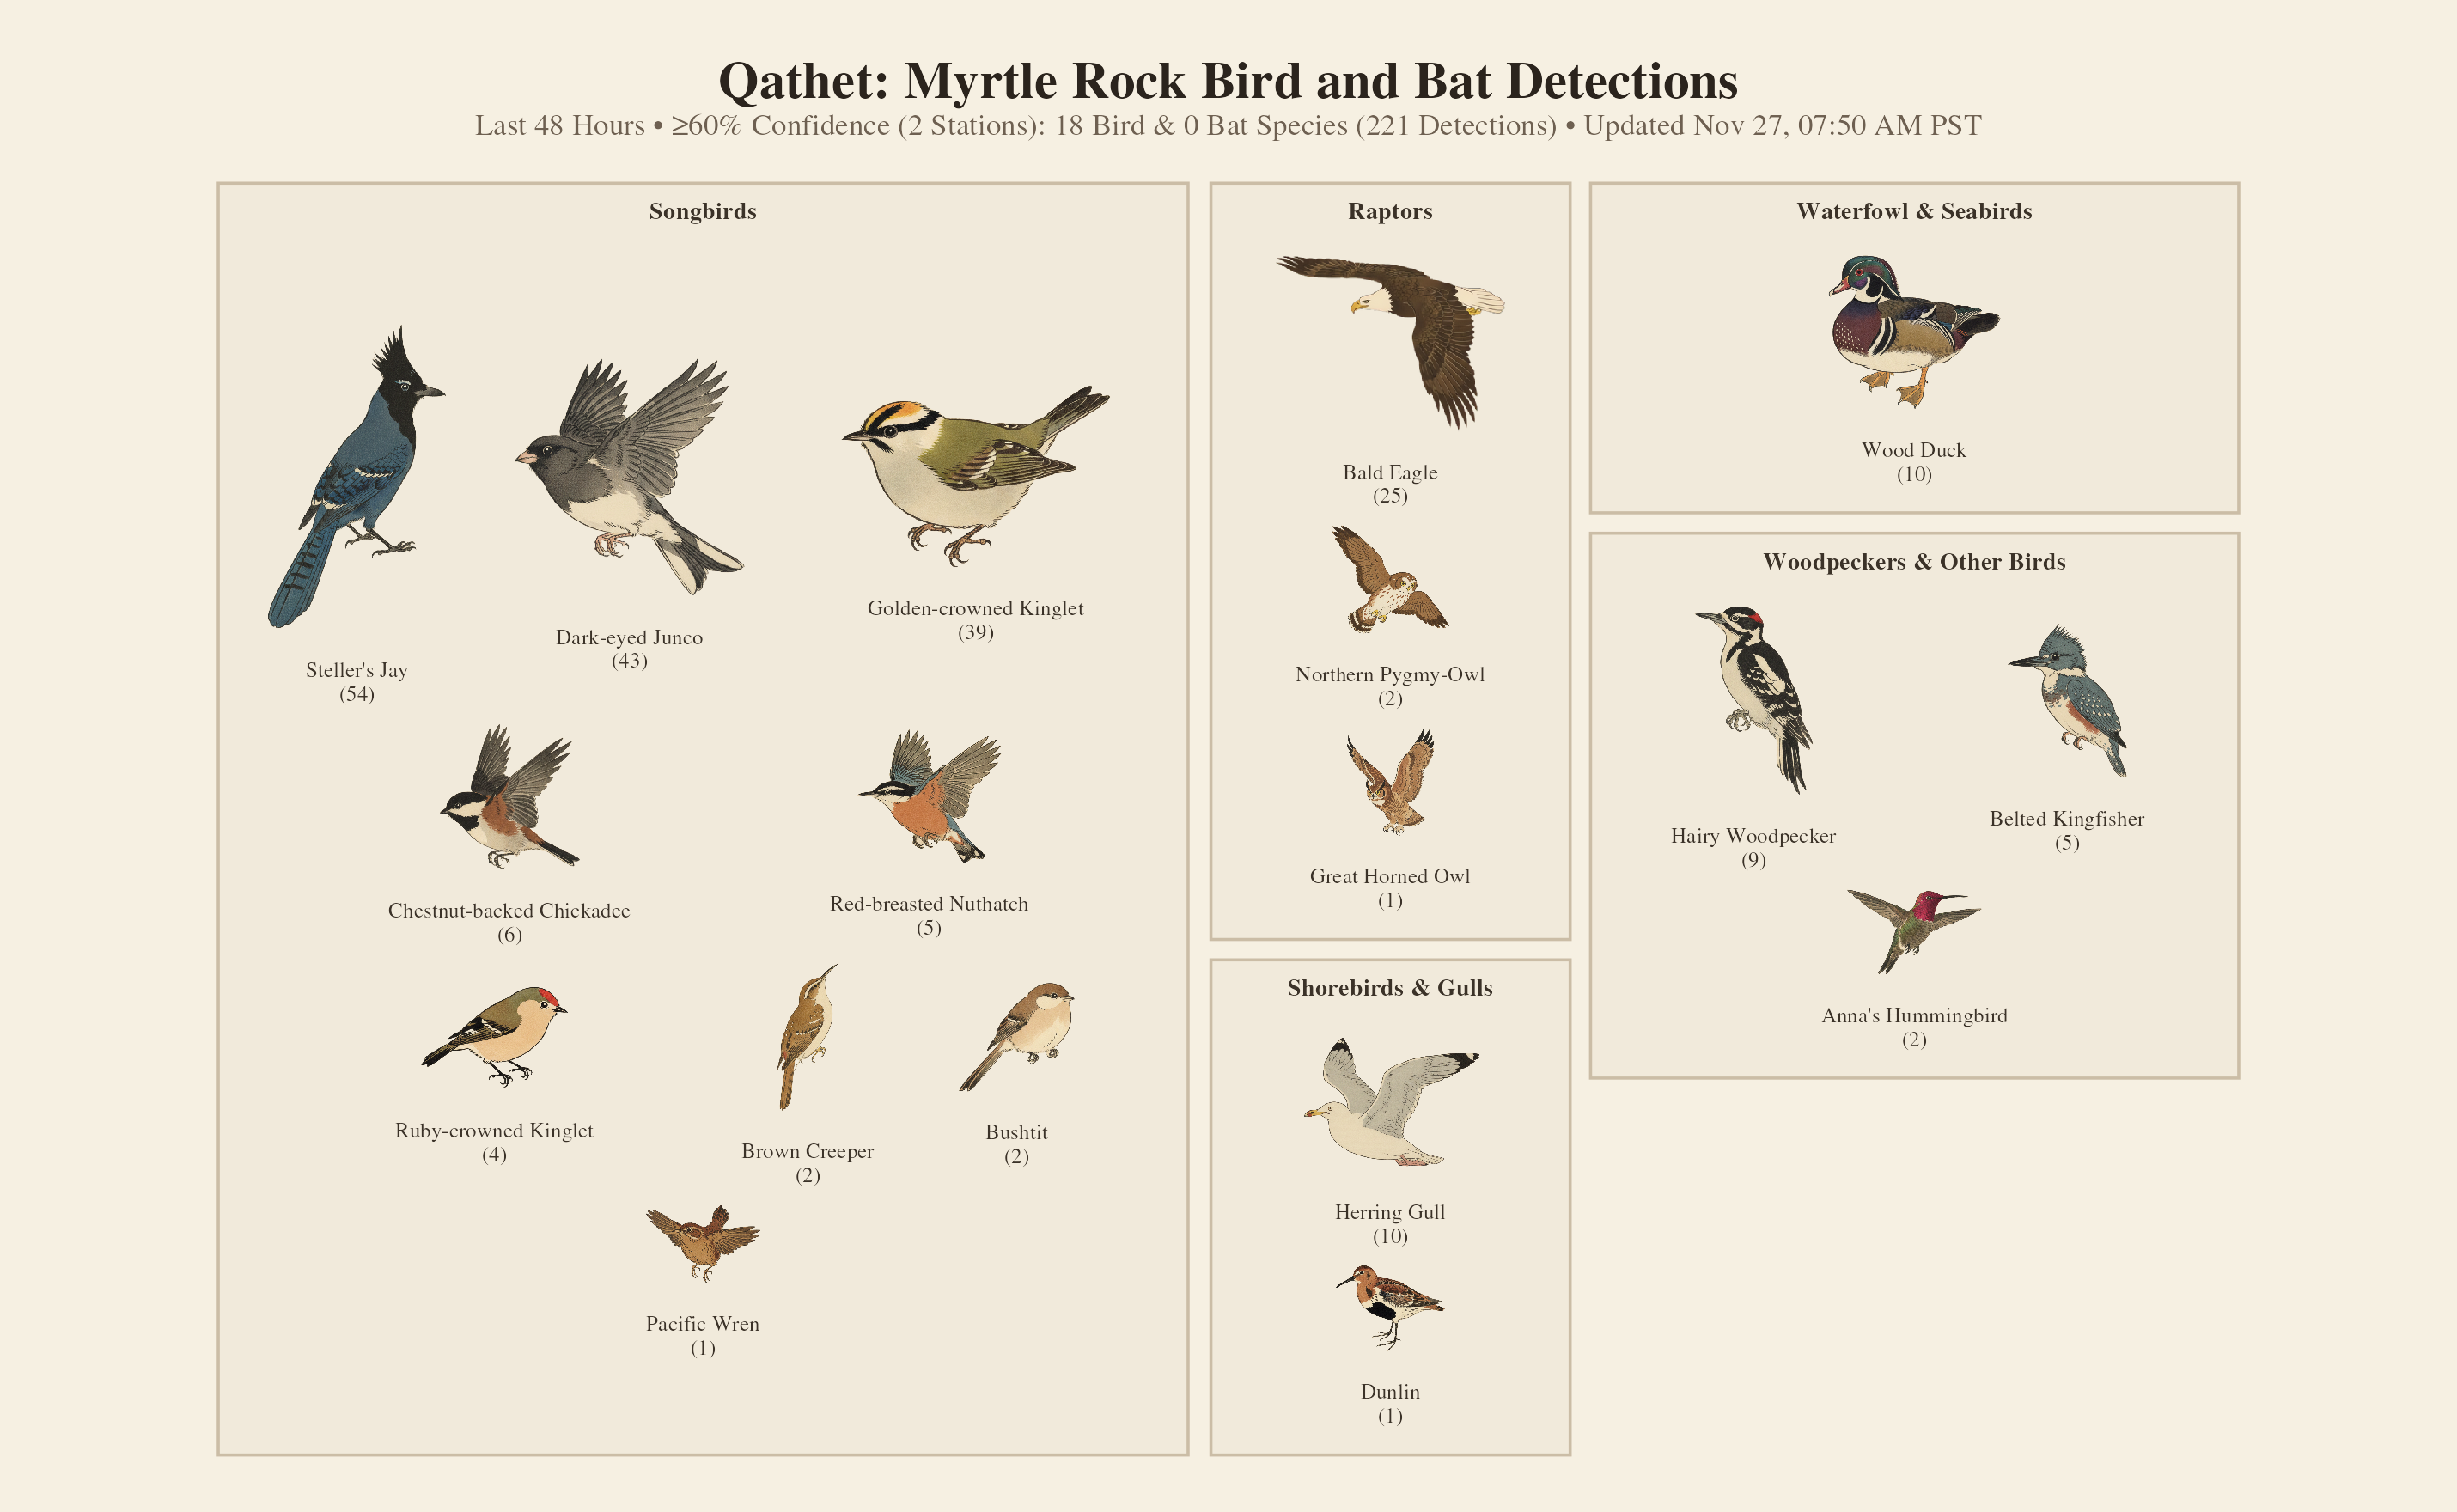 Qathet: Myrtle Rock Bird and Bat Detections
Last 48 Hours • ≥60% Confidence (2 Stations): 18 Bird & 0 Bat Species (221 Detections) • Updated Nov 27, 07:50 AM PST
Songbirds
Steller's Jay
(54)
Dark-eyed Junco
(43)
Golden-crowned Kinglet
(39)
Chestnut-backed Chickadee
(6)
Red-breasted Nuthatch
(5)
Ruby-crowned Kinglet
(4)
Brown Creeper
(2)
Bushtit
(2)
Pacific Wren
(1)
Raptors
Bald Eagle
(25)
Northern Pygmy-Owl
(2)
Great Horned Owl
(1)
Shorebirds & Gulls
Herring Gull
(10)
Dunlin
(1)
Waterfowl & Seabirds
Wood Duck
(10)
Woodpeckers & Other Birds
Hairy Woodpecker
(9)
Belted Kingfisher
(5)
Anna's Hummingbird
(2)